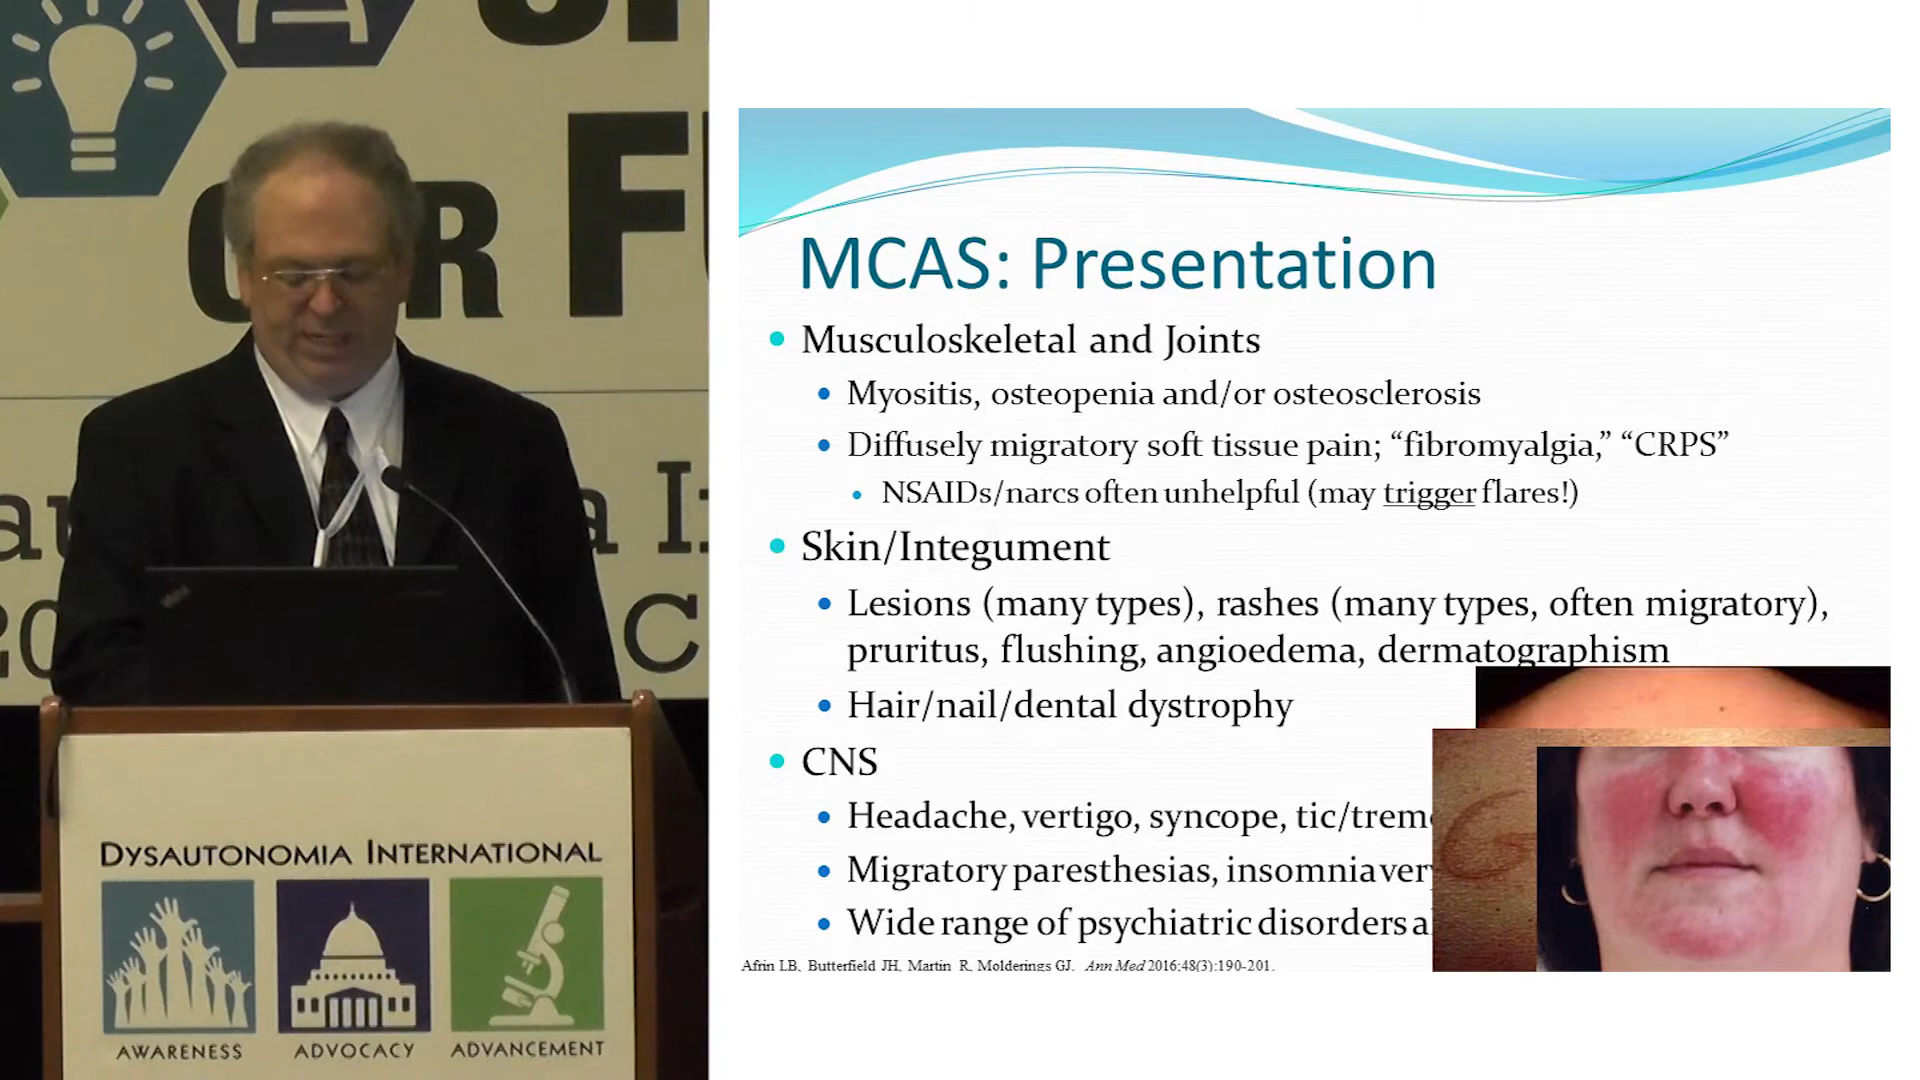 OR F
a I
20
C
DYSAUTONOMIA INTERNATIONAL
AWARENESS
ADVOCACY
ADVANCEMENT
MCAS: Presentation
Musculoskeletal and Joints
Myositis, osteopenia and/or osteosclerosis
Diffusely migratory soft tissue pain; “fibromyalgia,” “CRPS”
NSAIDs/narcs often unhelpful (may trigger flares!)
Skin/Integument
Lesions (many types), rashes (many types, often migratory),
pruritus, flushing, angioedema, dermatographism
Hair/nail/dental dystrophy
CNS
Headache, vertigo, syncope, tic/trem
Migratory paresthesias, insomnia ver
Wide range of psychiatric disorders a
Afrin LB, Butterfield JH, Martin R, Molderings GJ. Ann Med 2016;48(3):190-201.